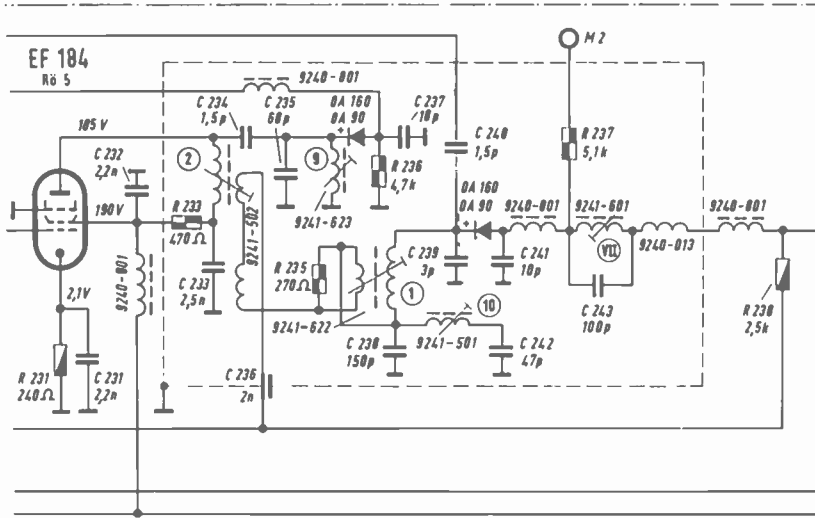 EF 184
Rö 5
M 2
9240-801
C 234
1,5p
C 235
60p
OA 160
OA 90
C 237
10p
C 240
1,5p
R 237
5,1k
185 V
C 232
2,2n
2
9
R 236
4,7k
OA 160
OA 90
9240-801
9241-601
9240-801
190V
R 233
470Ω
9241-502
9241-623
VII
9240-013
9240-801
C 233
2,5n
R 235
270Ω
C 239
3p
C 241
10p
1
10
2,1V
9241-622
9241-501
C 243
100p
R 238
2,5k
R 231
240Ω
C 231
2,2n
C 236
2n
C 238
150p
C 242
47p